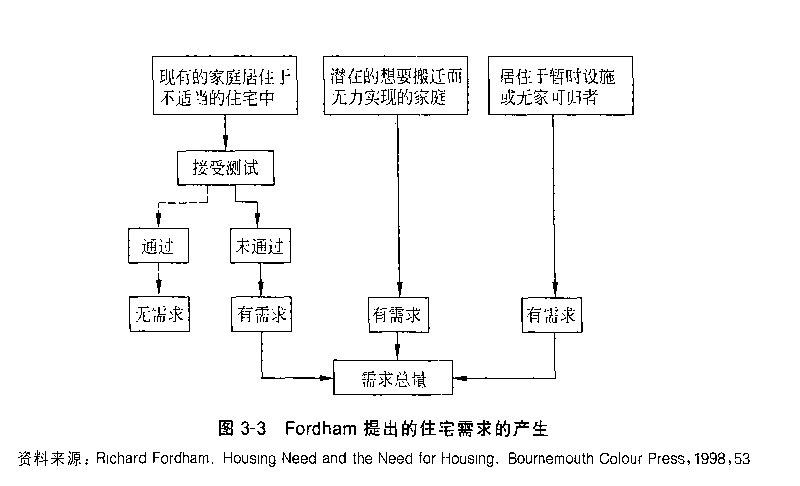 现有的家庭居住于
不适当的住宅中
潜在的想要搬迁而
无力实现的家庭
居住于暂时设施
或无家可归者
接受测试
通过
未通过
无需求
有需求
有需求
有需求
需求总量
图 3-3 Fordham 提出的住宅需求的产生
资料来源：Richard Fordham. Housing Need and the Need for Housing. Bournemouth Colour Press, 1998, 53